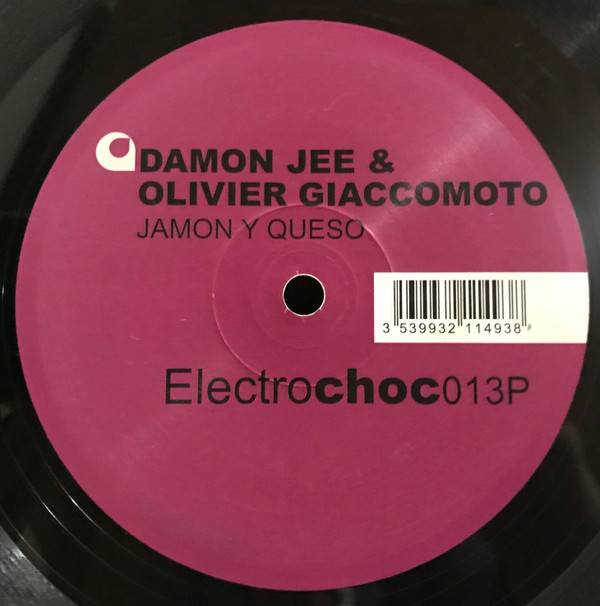 DAMON JEE &
OLIVIER GIACCOMOTO
JAMON Y QUESO
3 539932 114938
Electrochoc013P